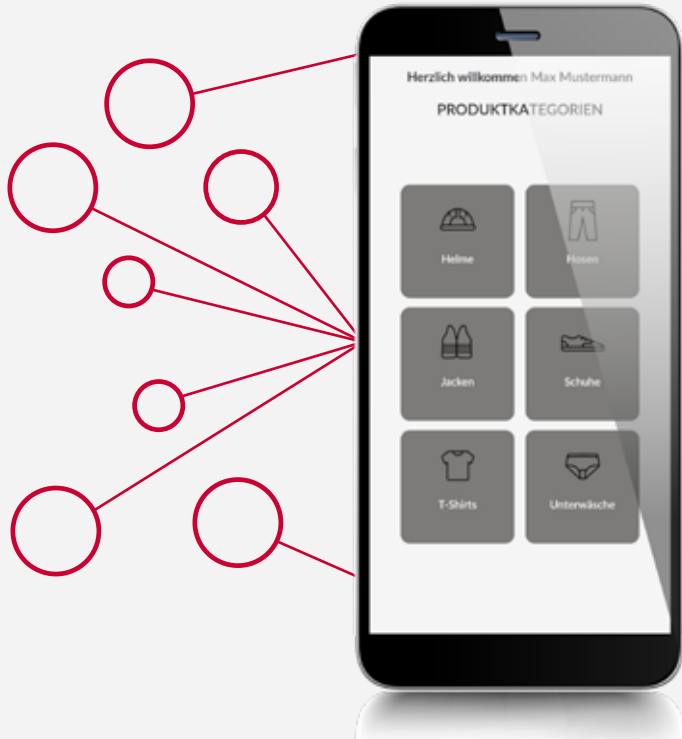 Herzlich willkommen Max Mustermann
PRODUKTKATEGORIEN
Helme
Hosen
Jacken
Schuhe
T-Shirts
Unterwäsche